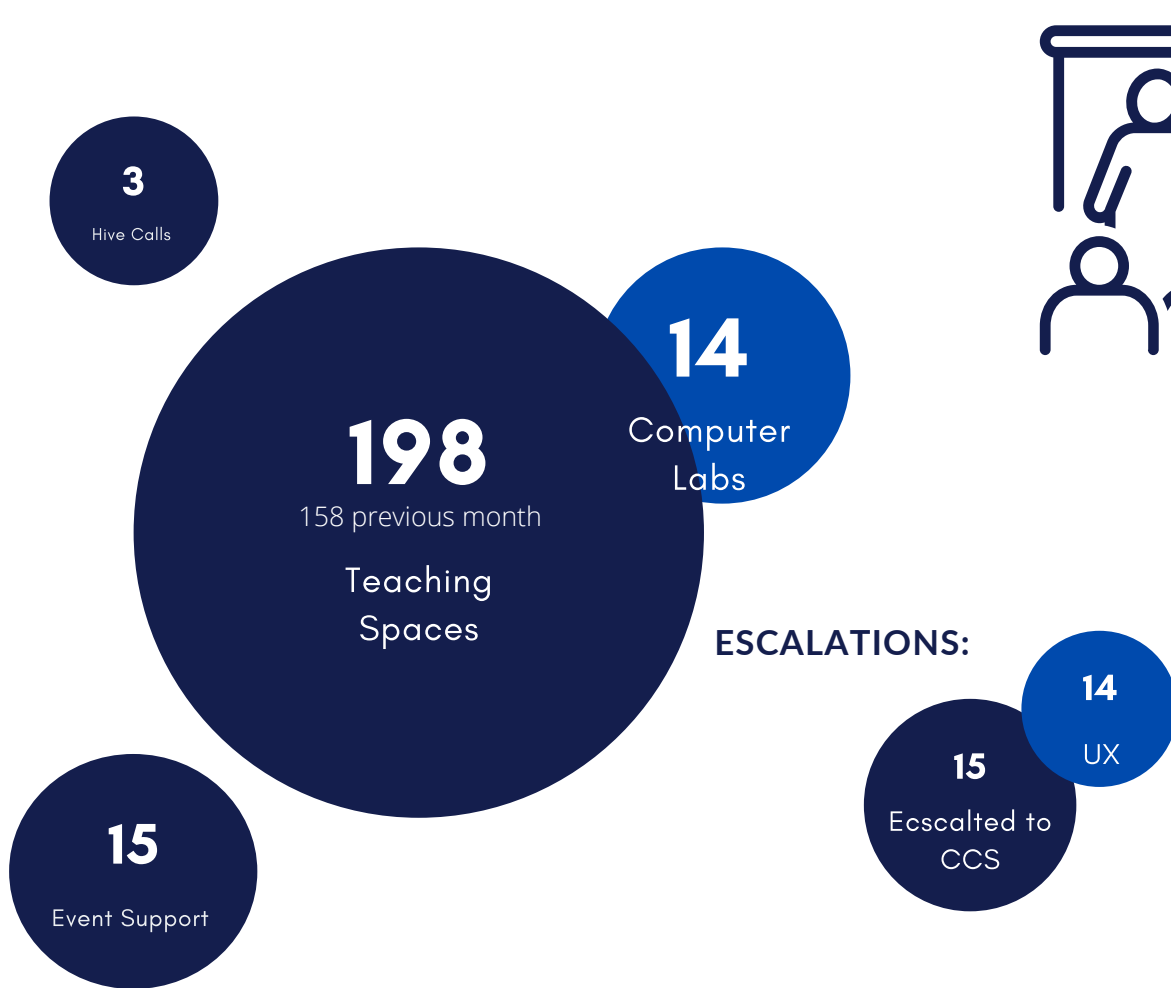 3
Hive Calls
14
Computer
Labs
198
158 previous month
Teaching
Spaces
ESCALATIONS:
14
UX
15
Ecscalted to
CCS
15
Event Support